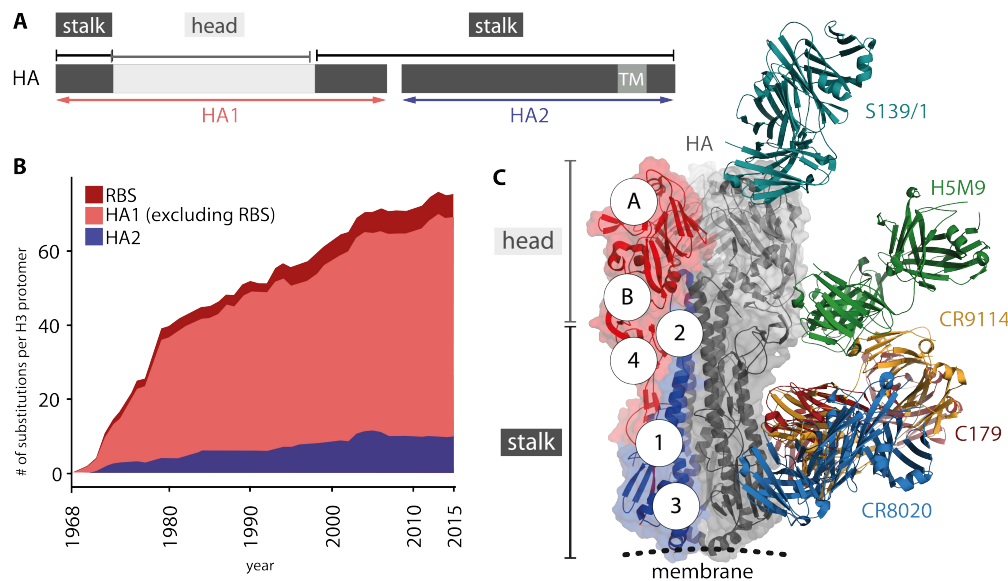 A
stalk
head
stalk
HA
TM
HA1
HA2
B
RBS
HA1 (excluding RBS)
HA2
# of substitutions per H3 protomer
60
40
20
0
1968
1980
1990
2000
2010
2015
year
C
HA
S139/1
H5M9
CR9114
C179
CR8020
head
stalk
A
B
2
4
1
3
membrane